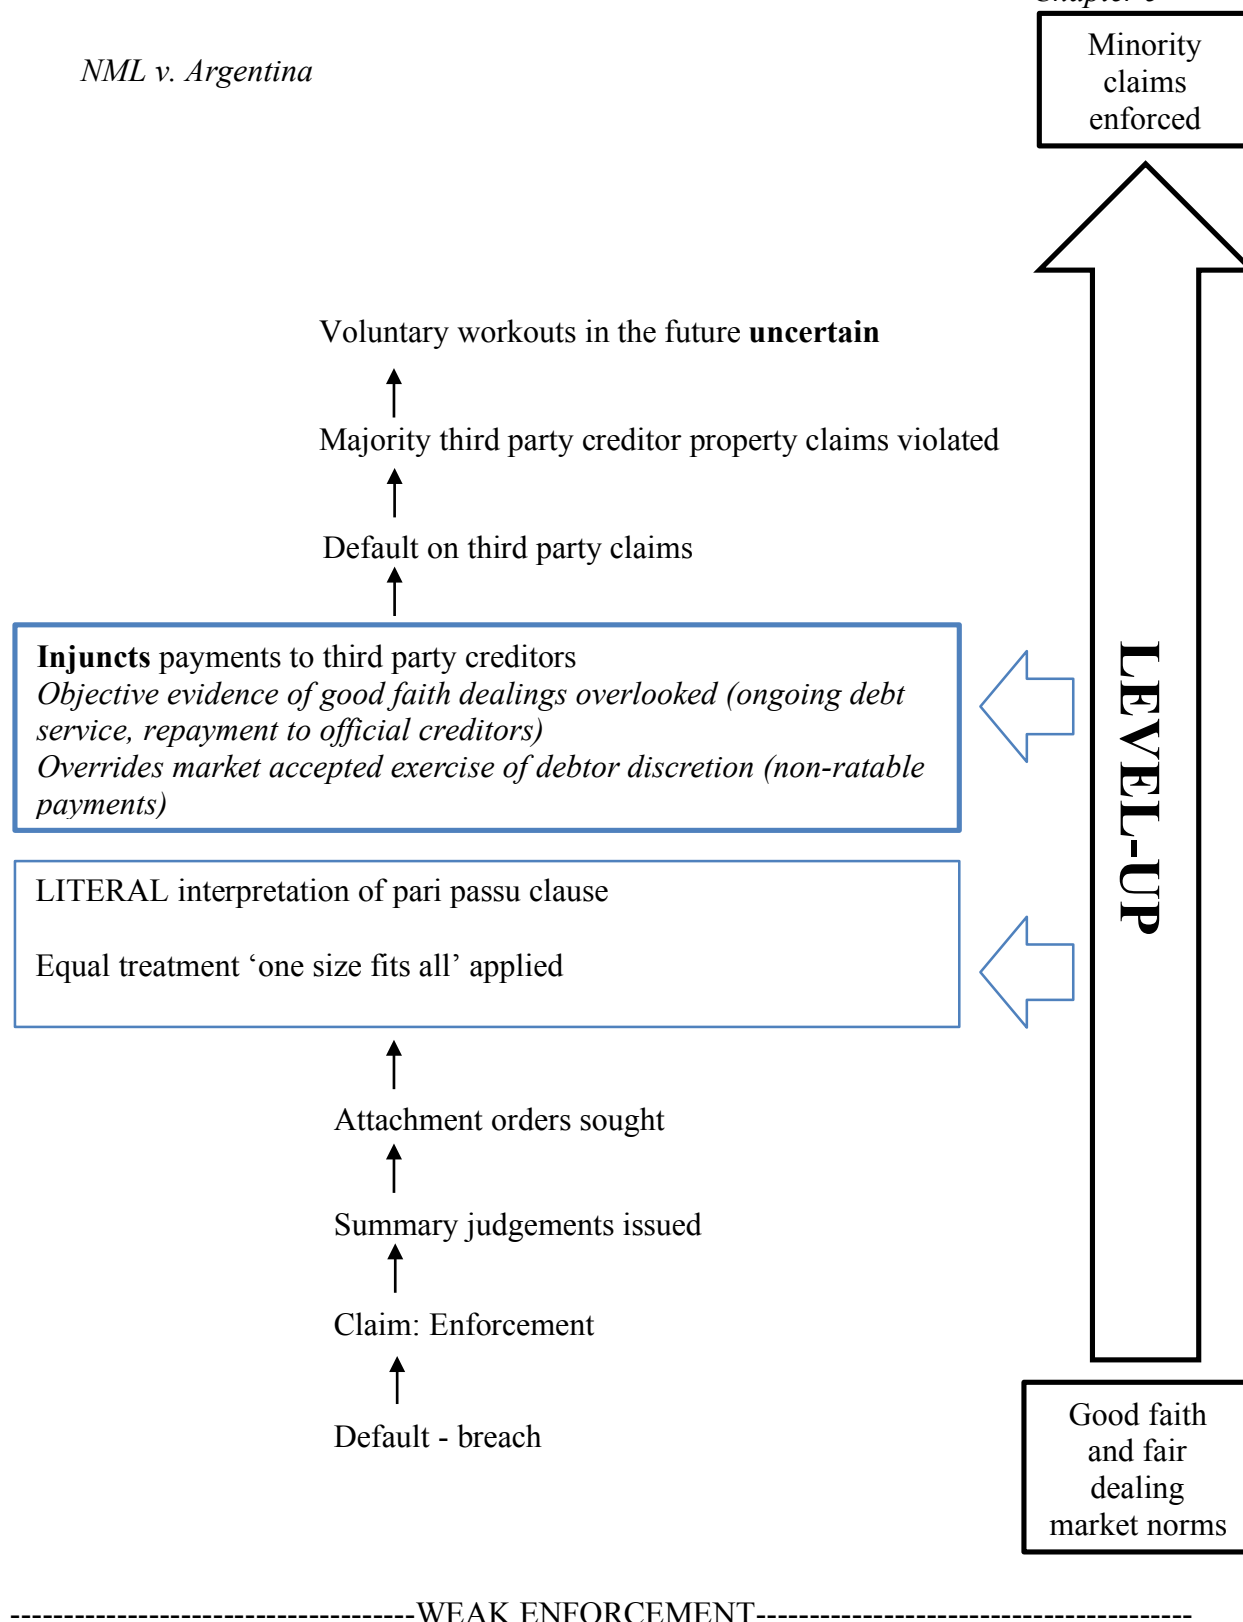 NML v. Argentina
Minority
claims
enforced
Voluntary workouts in the future uncertain
Majority third party creditor property claims violated
Default on third party claims
Injuncts payments to third party creditors
Objective evidence of good faith dealings overlooked (ongoing debt
service, repayment to official creditors)
Overrides market accepted exercise of debtor discretion (non-ratable
payments)
LEVEL-UP
LITERAL interpretation of pari passu clause
Equal treatment ‘one size fits all’ applied
Attachment orders sought
Summary judgements issued
Claim: Enforcement
Default - breach
Good faith
and fair
dealing
market norms
--------------------------------------WEAK ENFORCEMENT-----------------------------------------